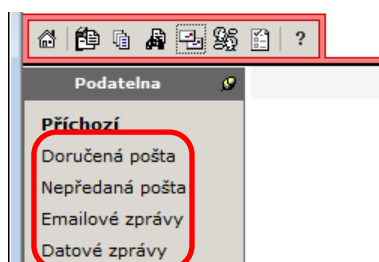 ?
Podatelna
Příchozí
Doručená pošta
Nepředaná pošta
Emailové zprávy
Datové zprávy